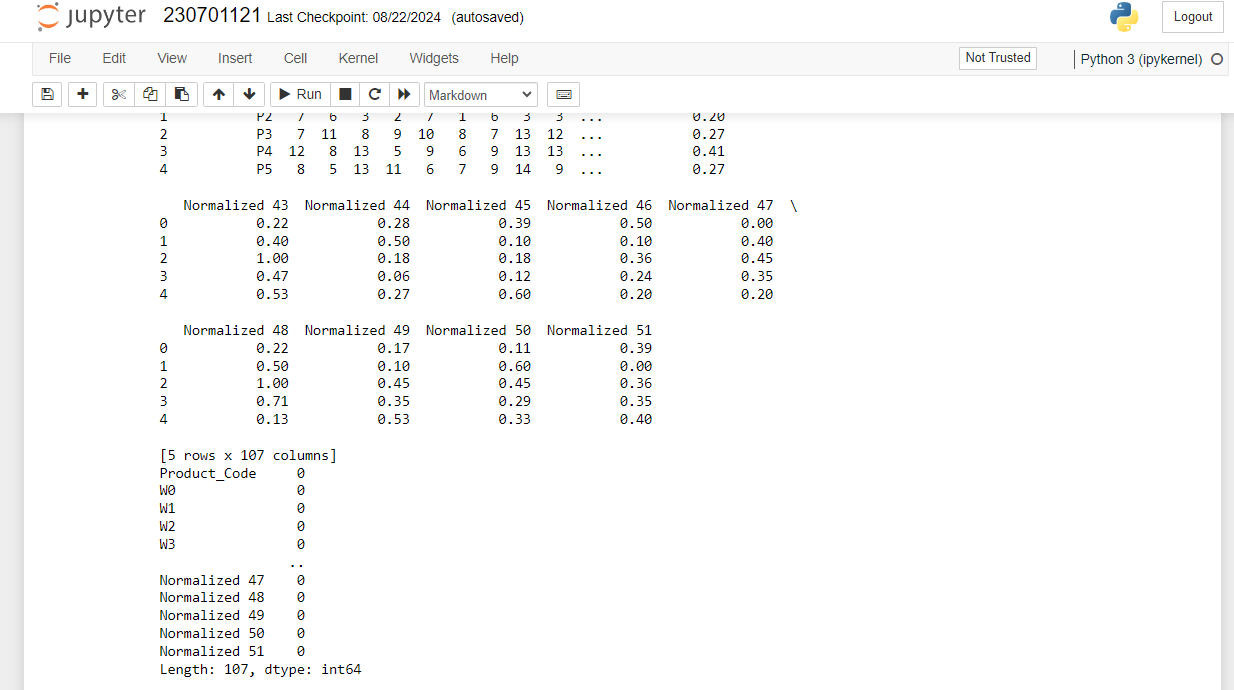 jupyter 230701121 Last Checkpoint: 08/22/2024 (autosaved)
Logout
File Edit View Insert Cell Kernel Widgets Help
Not Trusted
Python 3 (ipykernel)
Run
Markdown
1 P2 7 6 3 2 7 1 6 3 3 ... 0.20
2 P3 7 11 8 9 10 8 7 13 12 ... 0.27
3 P4 12 8 13 5 9 6 9 13 13 ... 0.41
4 P5 8 5 13 11 6 7 9 14 9 ... 0.27
Normalized 43 Normalized 44 Normalized 45 Normalized 46 Normalized 47 \
0 0.22 0.28 0.39 0.50 0.00
1 0.40 0.50 0.10 0.10 0.40
2 1.00 0.18 0.18 0.36 0.45
3 0.47 0.06 0.12 0.24 0.35
4 0.53 0.27 0.60 0.20 0.20
Normalized 48 Normalized 49 Normalized 50 Normalized 51
0 0.22 0.17 0.11 0.39
1 0.50 0.10 0.60 0.00
2 1.00 0.45 0.45 0.36
3 0.71 0.35 0.29 0.35
4 0.13 0.53 0.33 0.40
[5 rows x 107 columns]
Product_Code 0
W0 0
W1 0
W2 0
W3 0
..
Normalized 47 0
Normalized 48 0
Normalized 49 0
Normalized 50 0
Normalized 51 0
Length: 107, dtype: int64